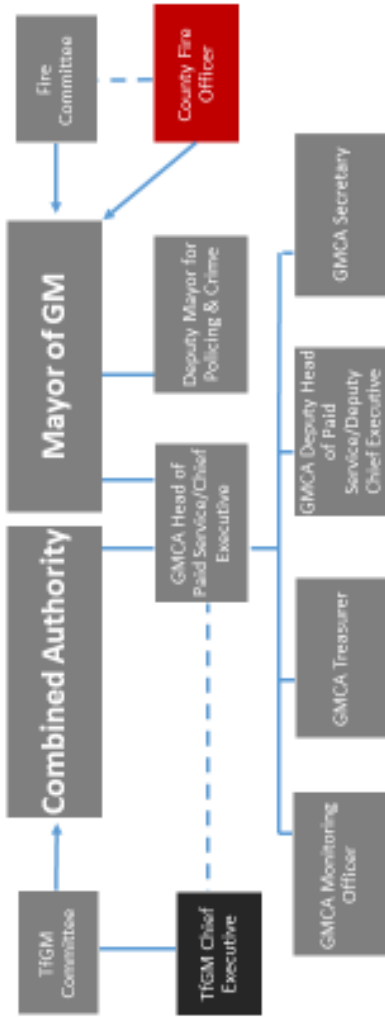 TfGM
Committee
Combined Authority
Mayor of GM
Fire
Committee
TfGM Chief
Executive
GMCA Head of
Paid Service/Chief
Executive
Deputy Mayor for
Policing & Crime
County Fire
Officer
GMCA Monitoring
Officer
GMCA Treasurer
GMCA Deputy Head
of Paid
Service/Deputy
Chief Executive
GMCA Secretary